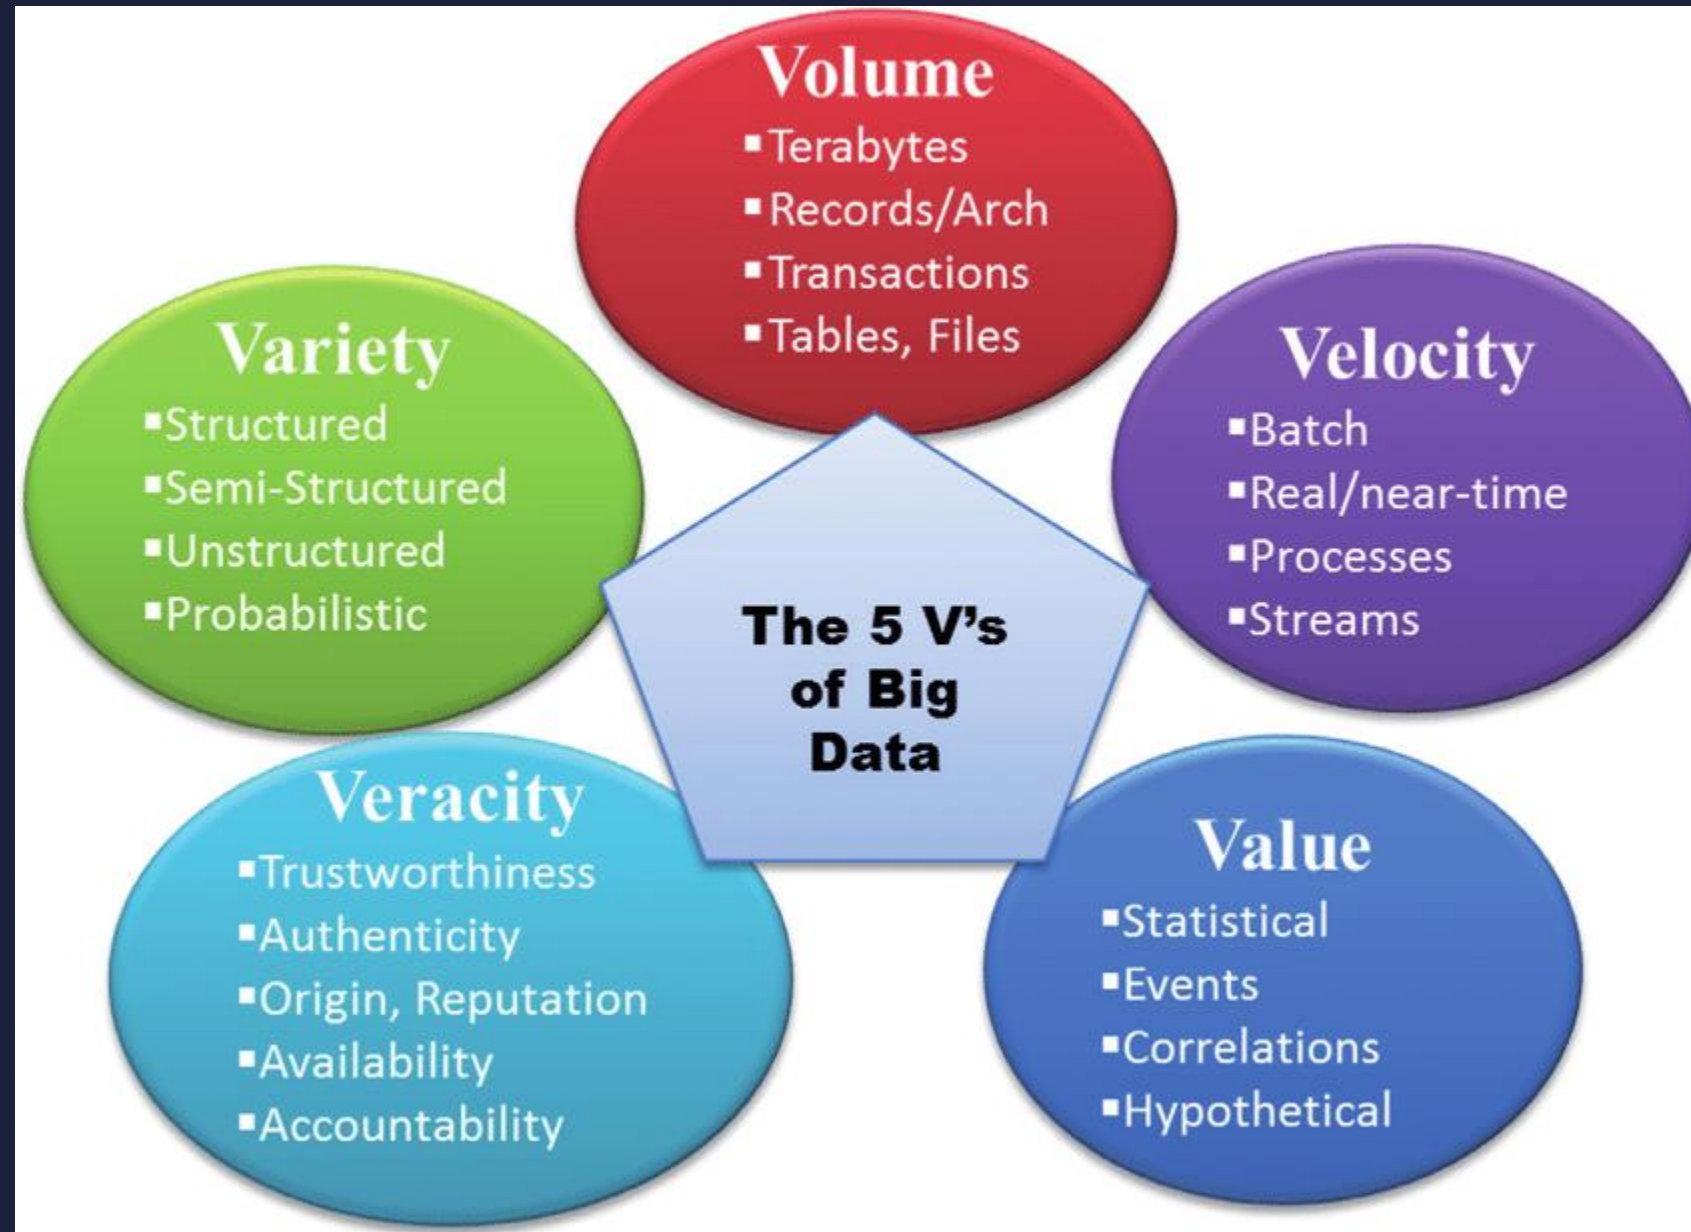 Volume
▪Terabytes
▪Records/Arch
▪Transactions
▪Tables, Files
Variety
▪Structured
▪Semi-Structured
▪Unstructured
▪Probabilistic
Velocity
▪Batch
▪Real/near-time
▪Processes
▪Streams
The 5 V’s
of Big
Data
Veracity
▪Trustworthiness
▪Authenticity
▪Origin, Reputation
▪Availability
▪Accountability
Value
▪Statistical
▪Events
▪Correlations
▪Hypothetical